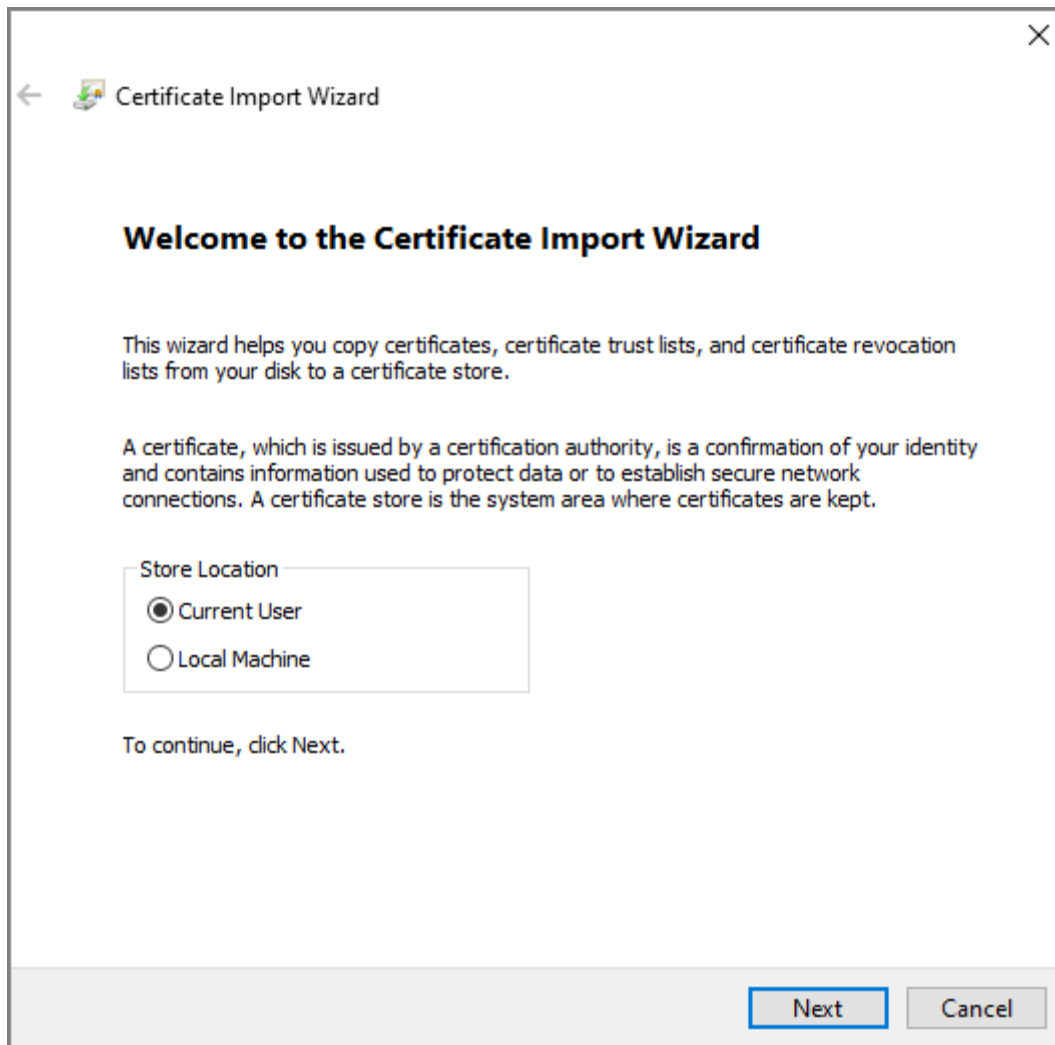 Certificate Import Wizard
Welcome to the Certificate Import Wizard
This wizard helps you copy certificates, certificate trust lists, and certificate revocation
lists from your disk to a certificate store.
A certificate, which is issued by a certification authority, is a confirmation of your identity
and contains information used to protect data or to establish secure network
connections. A certificate store is the system area where certificates are kept.
Store Location
Current User
Local Machine
To continue, click Next.
Next
Cancel